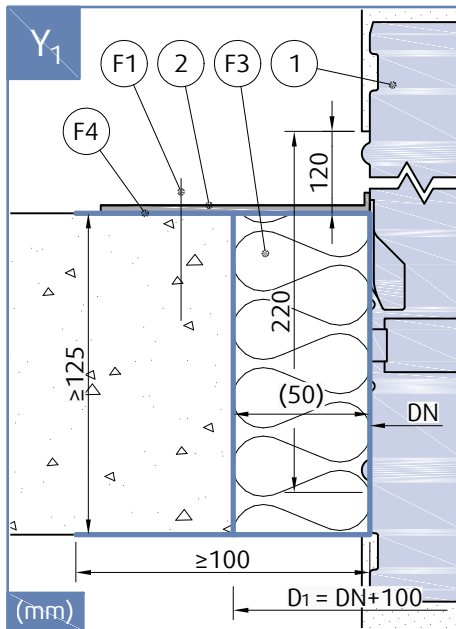 Y1
F1
2
F3
1
F4
120
220
≥125
(50)
DN
≥100
D1 = DN+100
(mm)